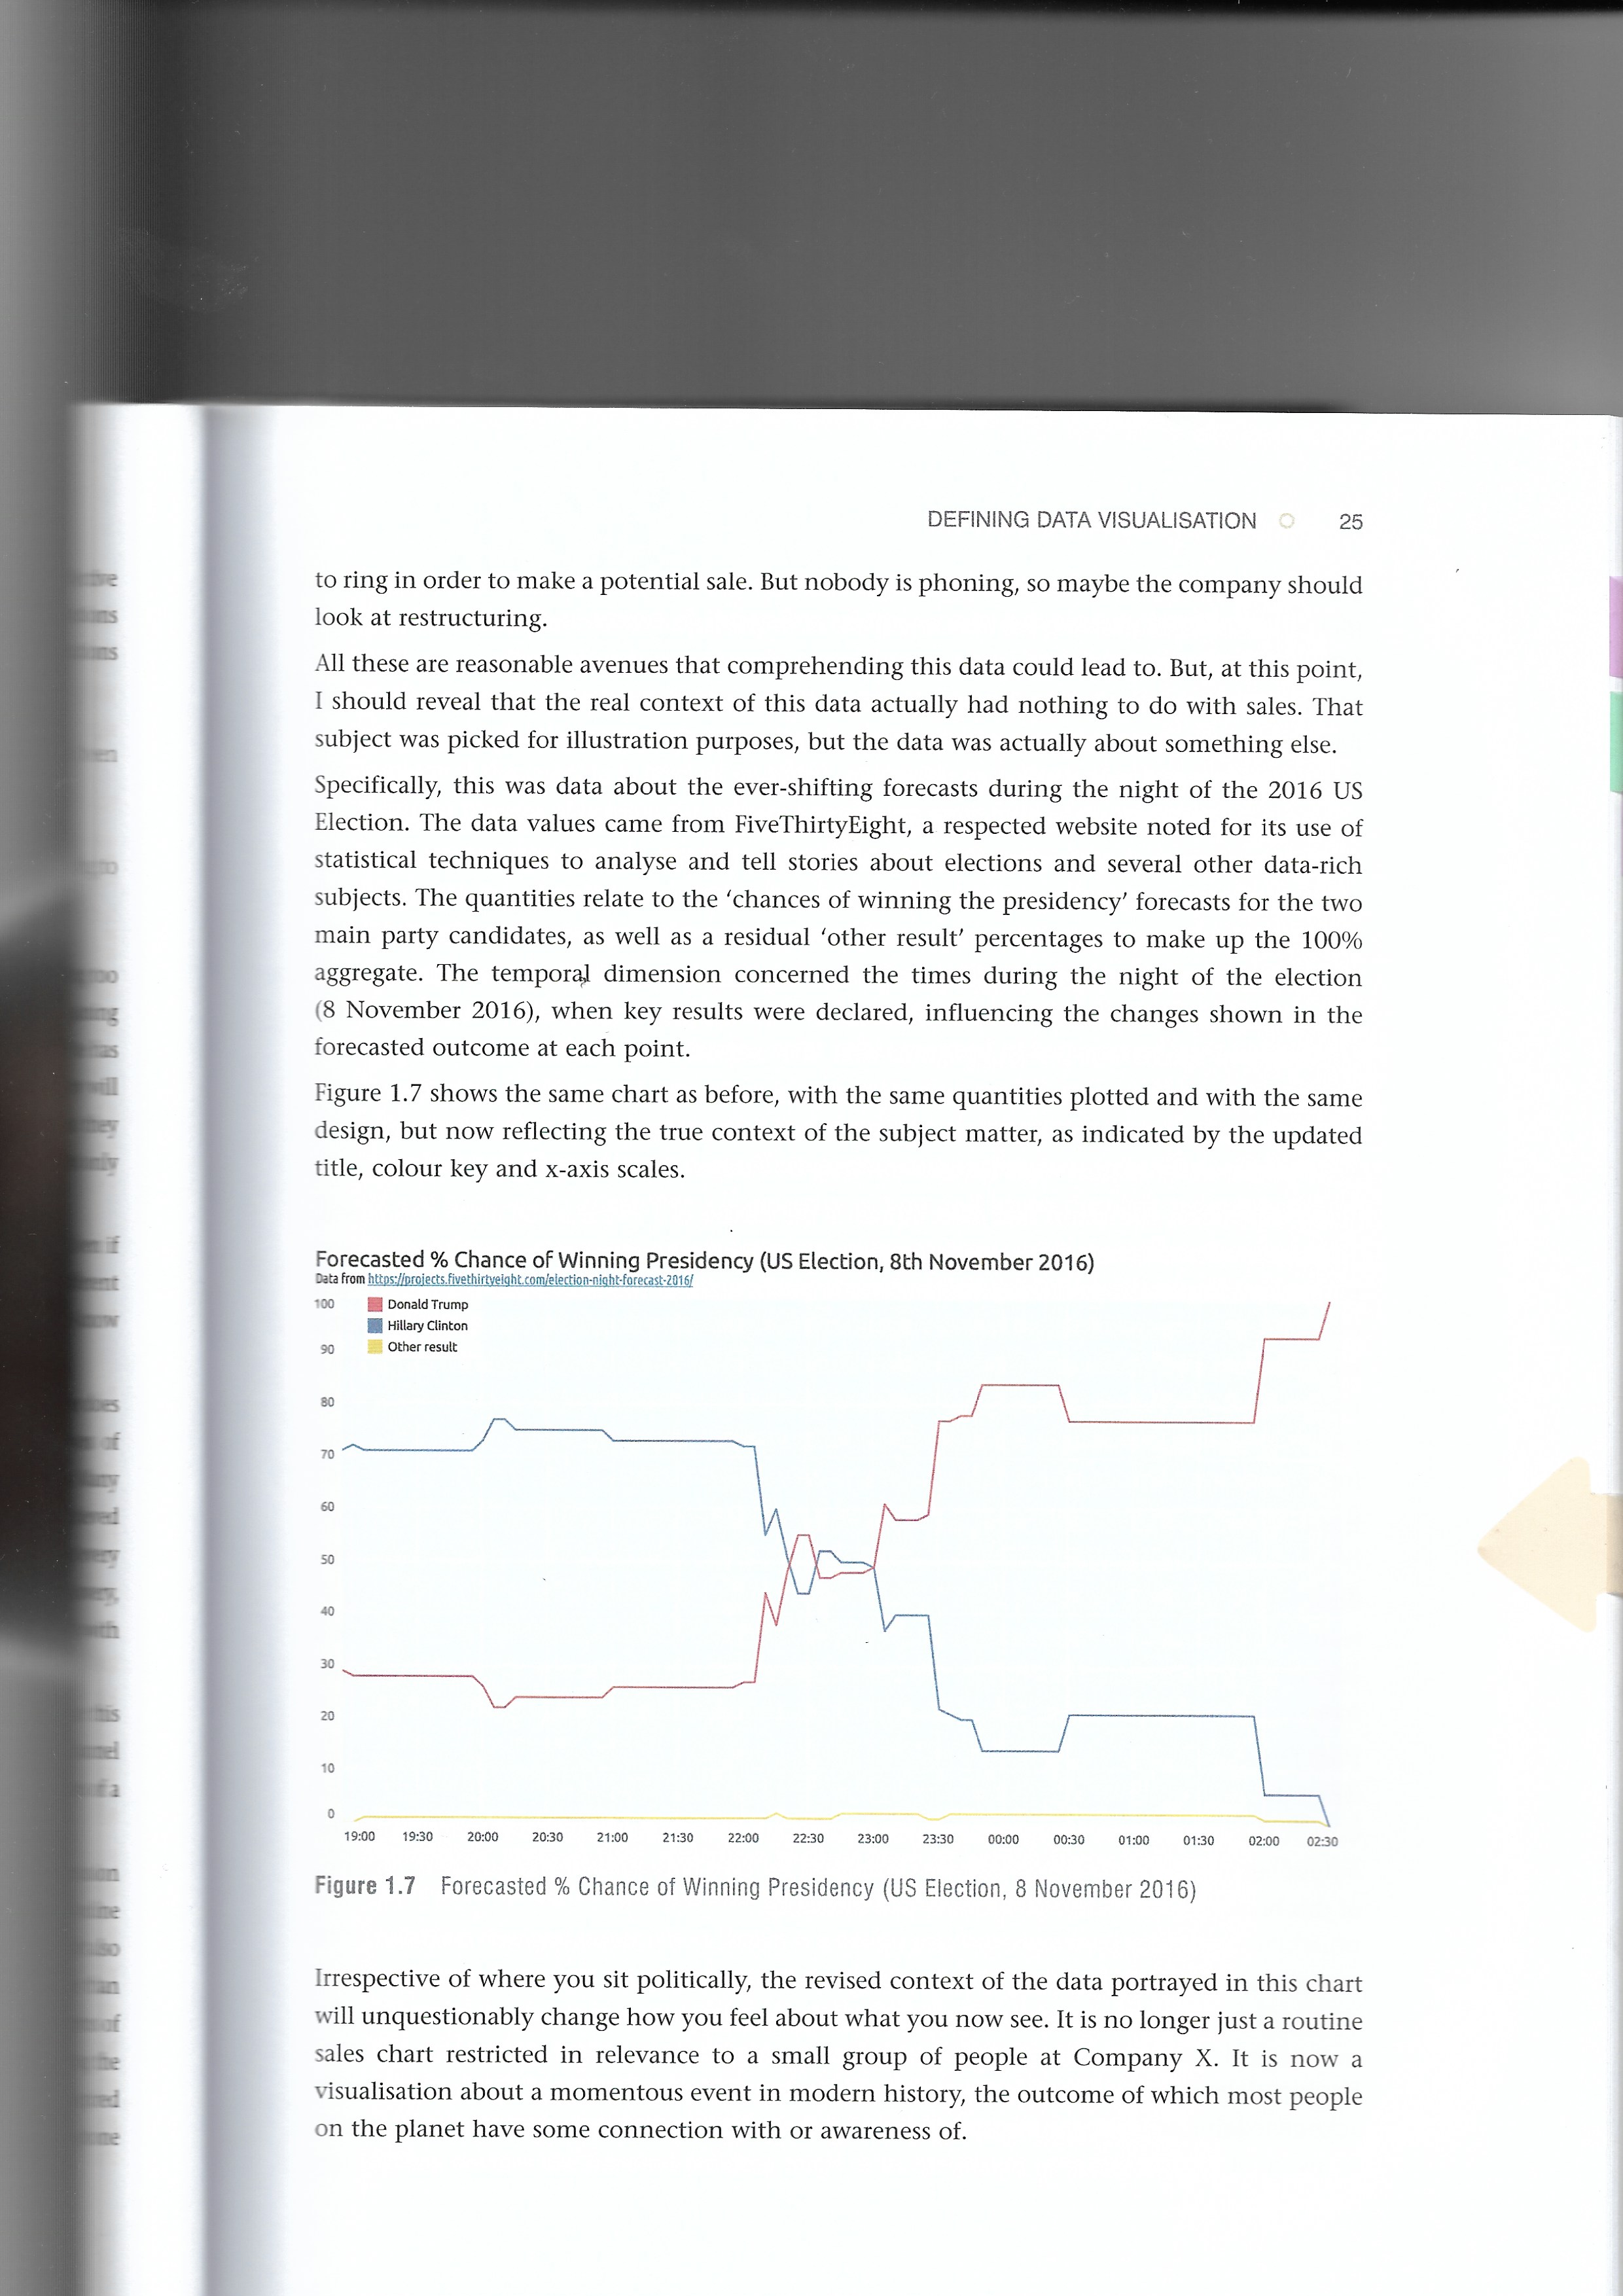 DEFINING DATA VISUALISATION 25
to ring in order to make a potential sale. But nobody is phoning, so maybe the company should
look at restructuring.
All these are reasonable avenues that comprehending this data could lead to. But, at this point,
I should reveal that the real context of this data actually had nothing to do with sales. That
subject was picked for illustration purposes, but the data was actually about something else.
Specifically, this was data about the ever-shifting forecasts during the night of the 2016 US
Election. The data values came from FiveThirtyEight, a respected website noted for its use of
statistical techniques to analyse and tell stories about elections and several other data-rich
subjects. The quantities relate to the ‘chances of winning the presidency’ forecasts for the two
main party candidates, as well as a residual ‘other result’ percentages to make up the 100%
aggregate. The temporal dimension concerned the times during the night of the election
(8 November 2016), when key results were declared, influencing the changes shown in the
forecasted outcome at each point.
Figure 1.7 shows the same chart as before, with the same quantities plotted and with the same
design, but now reflecting the true context of the subject matter, as indicated by the updated
title, colour key and x-axis scales.
Forecasted % Chance of Winning Presidency (US Election, 8th November 2016)
Data from https://projects.fivethirtyeight.com/election-night-forecast-2016/
100 Donald Trump
Hillary Clinton
90 Other result
80
70
60
50
40
30
20
10
0
19:00 19:30 20:00 20:30 21:00 21:30 22:00 22:30 23:00 23:30 00:00 00:30 01:00 01:30 02:00 02:30
Figure 1.7 Forecasted % Chance of Winning Presidency (US Election, 8 November 2016)
Irrespective of where you sit politically, the revised context of the data portrayed in this chart
will unquestionably change how you feel about what you now see. It is no longer just a routine
sales chart restricted in relevance to a small group of people at Company X. It is now a
visualisation about a momentous event in modern history, the outcome of which most people
on the planet have some connection with or awareness of.